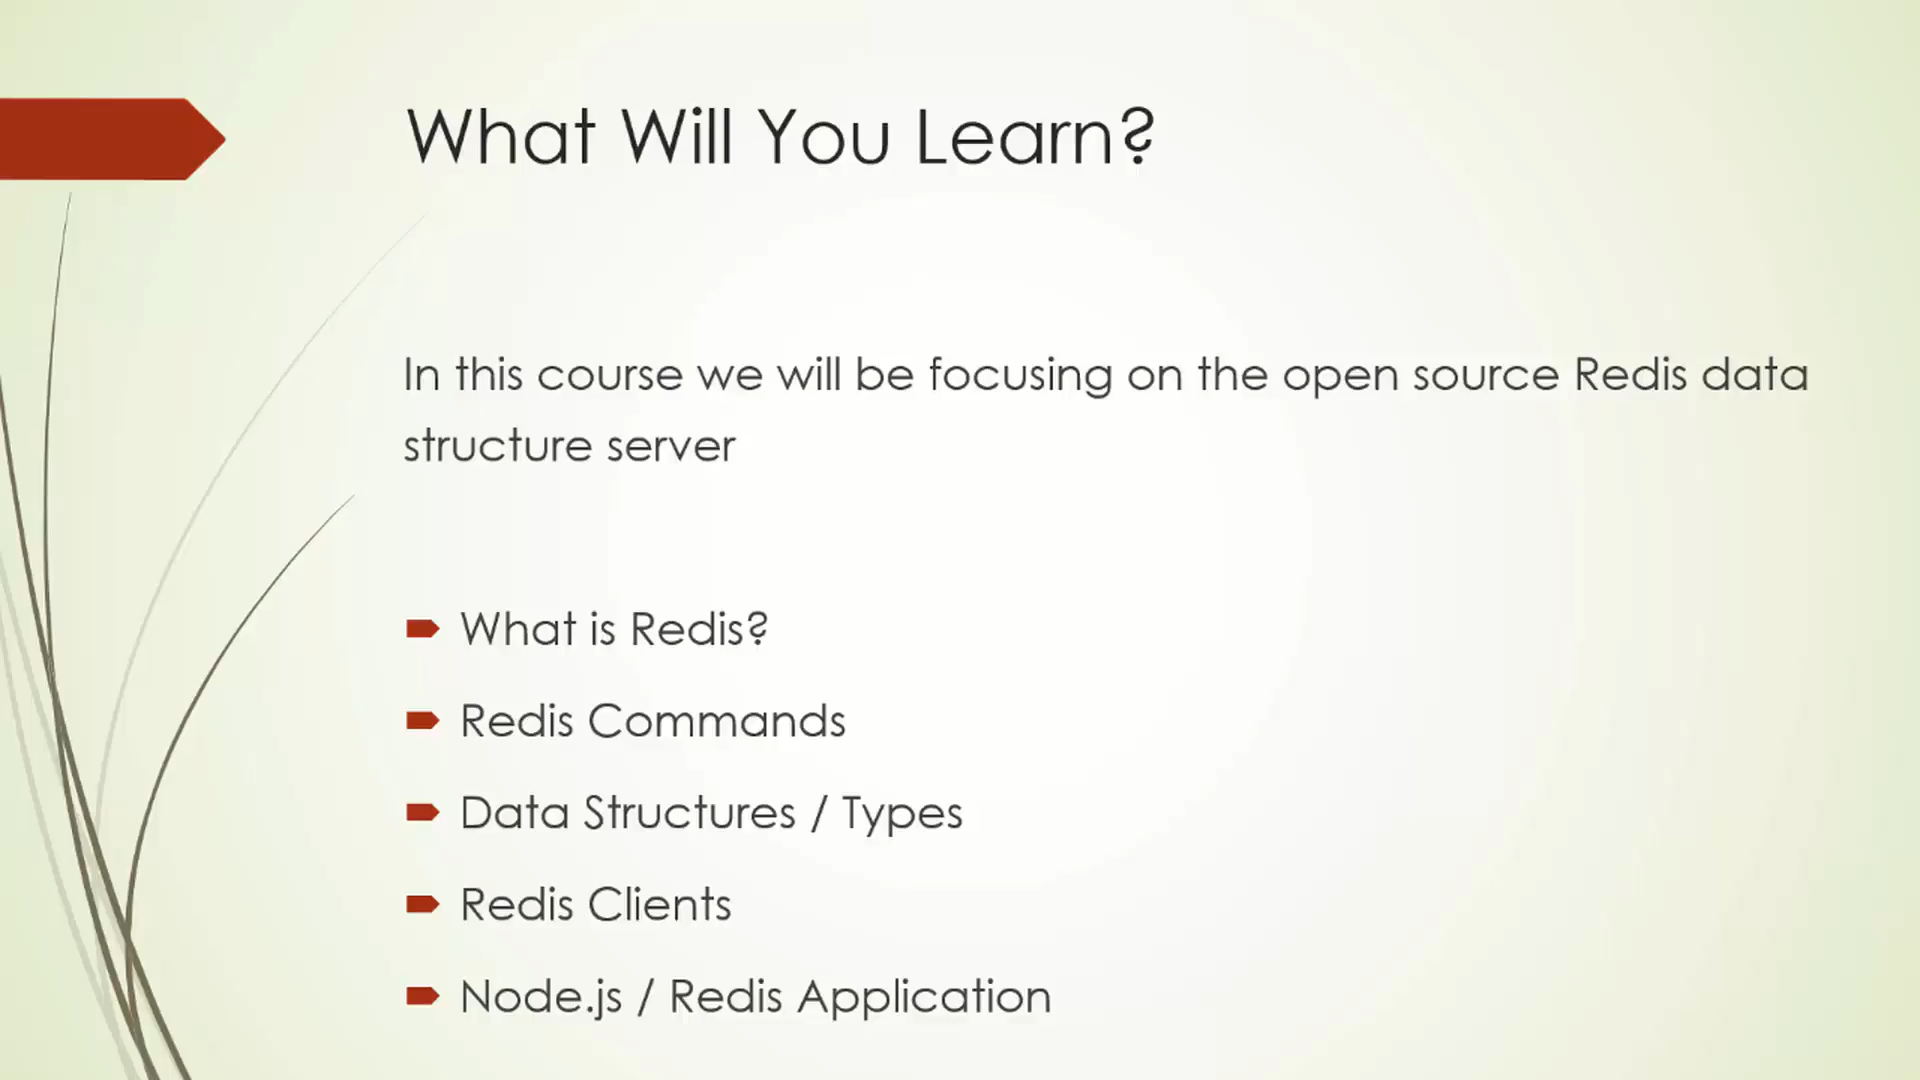 What Will You Learn?
In this course we will be focusing on the open source Redis data
structure server
What is Redis?
Redis Commands
Data Structures / Types
Redis Clients
Node.js / Redis Application